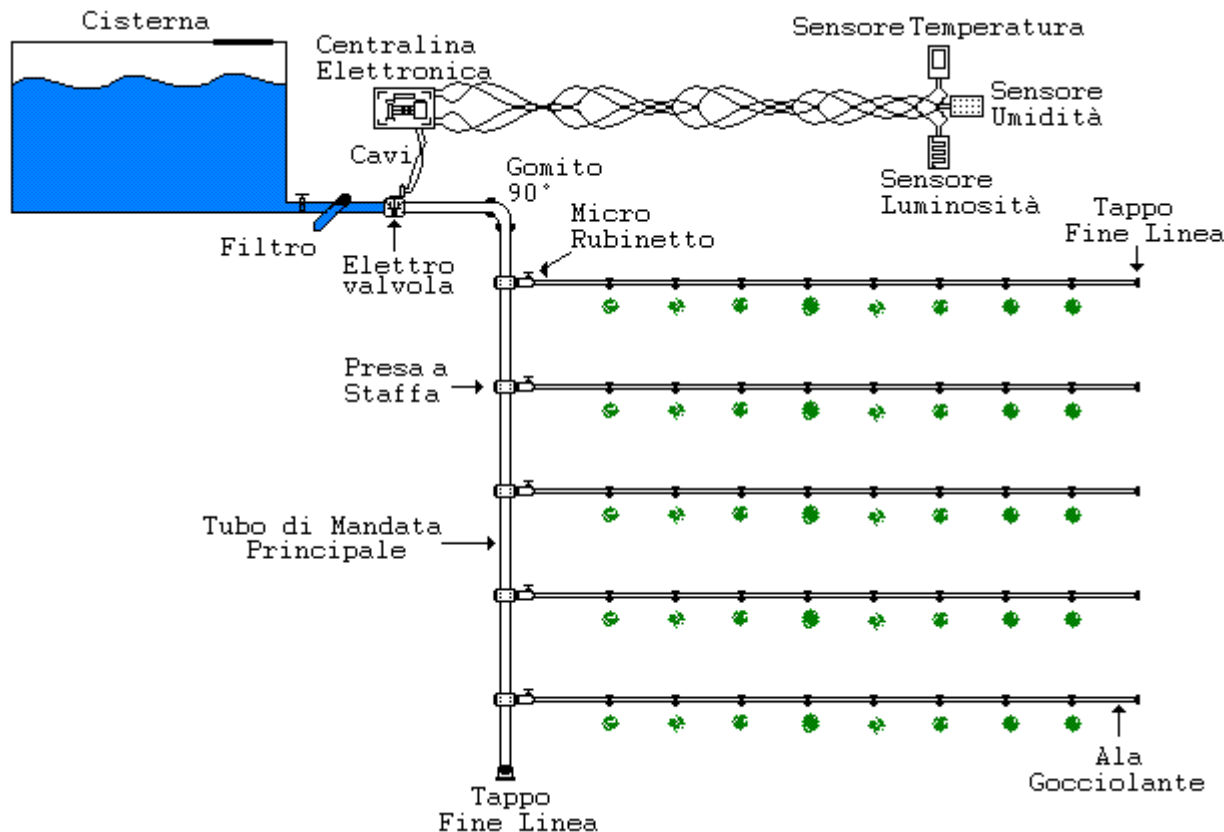 Cisterna
Centralina
Elettronica
Sensore Temperatura
Sensore
Umidità
Cavi
Gomito
90°
Sensore
Luminosità
Micro
Rubinetto
Tappo
Fine Linea
Filtro
Elettro
valvola
Presa a
Staffa
Tubo di Mandata
Principale
Ala
Gocciolante
Tappo
Fine Linea